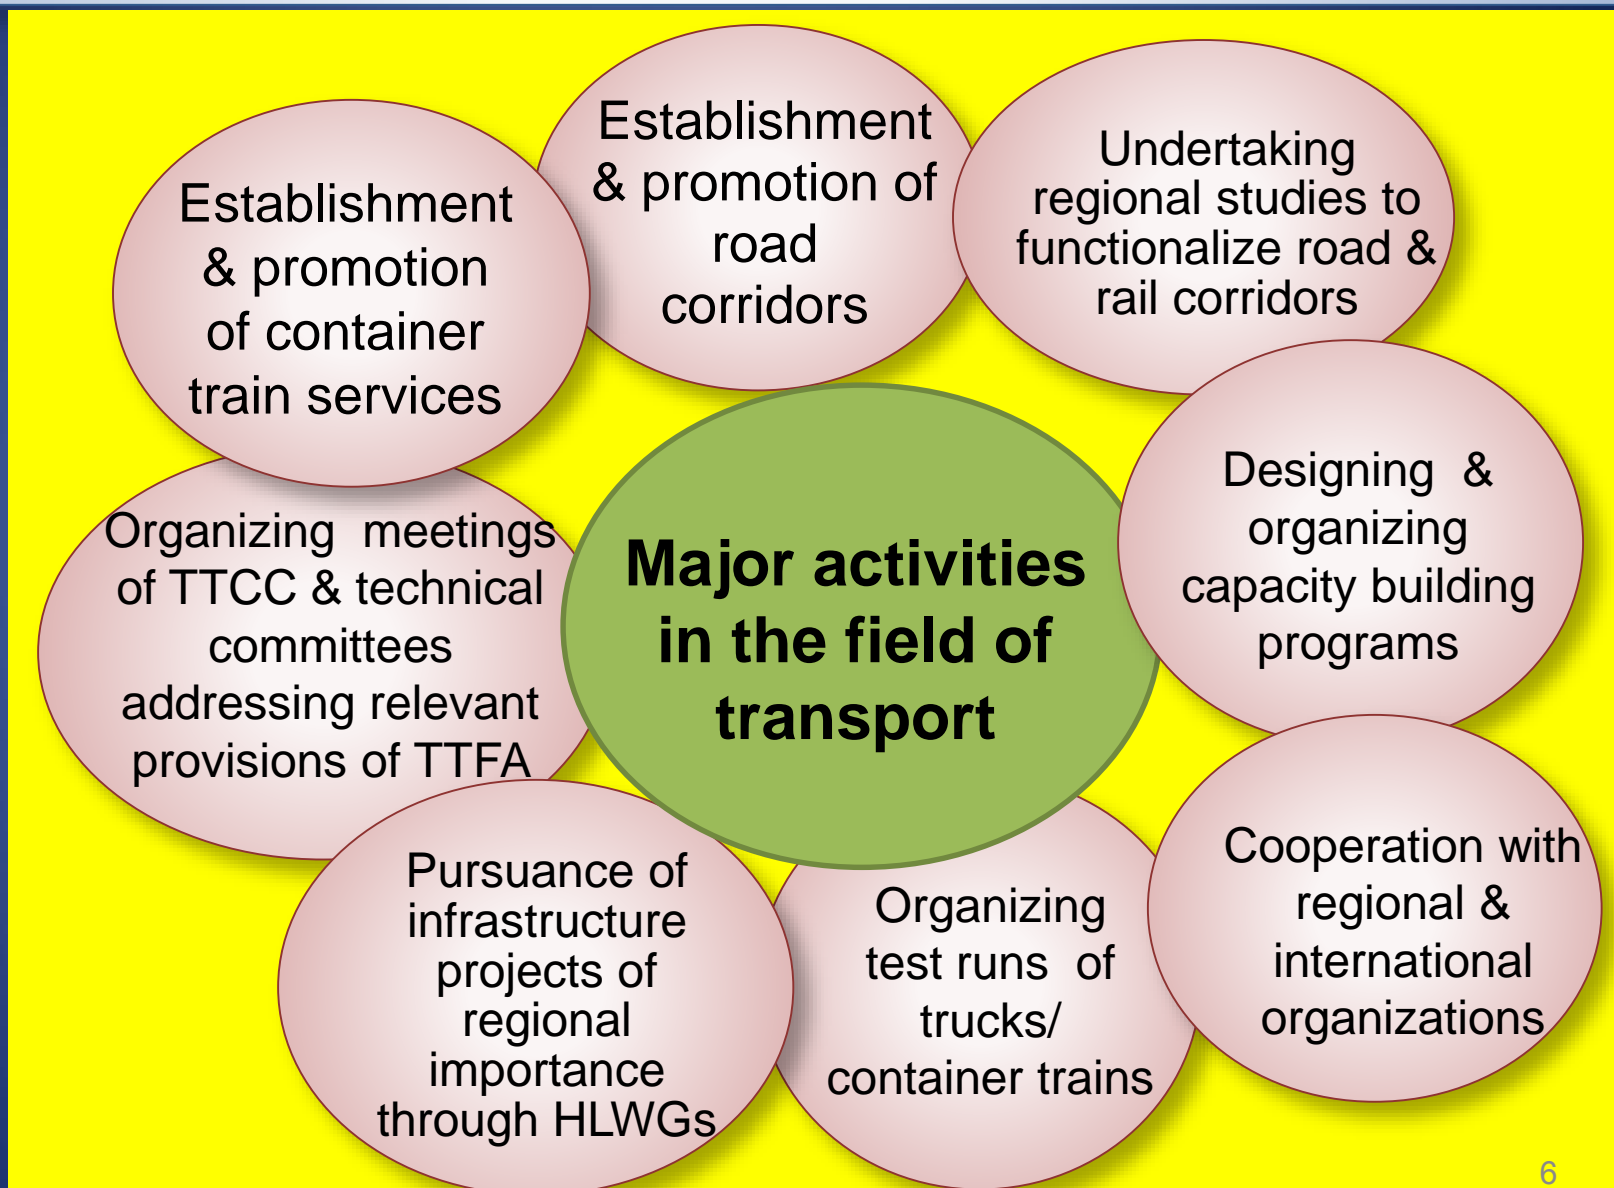 Establishment
& promotion
of container
train services
Establishment
& promotion of
road
corridors
Undertaking
regional studies to
functionalize road &
rail corridors
Designing & 
organizing
capacity building
programs
Cooperation with
regional &
international
organizations
Organizing
test runs of
trucks/
container trains
Pursuance of
infrastructure
projects of
regional
importance
through HLWGs
Organizing meetings
of TTCC & technical
committees
addressing relevant
provisions of TTFA
Major activities
in the field of
transport
6